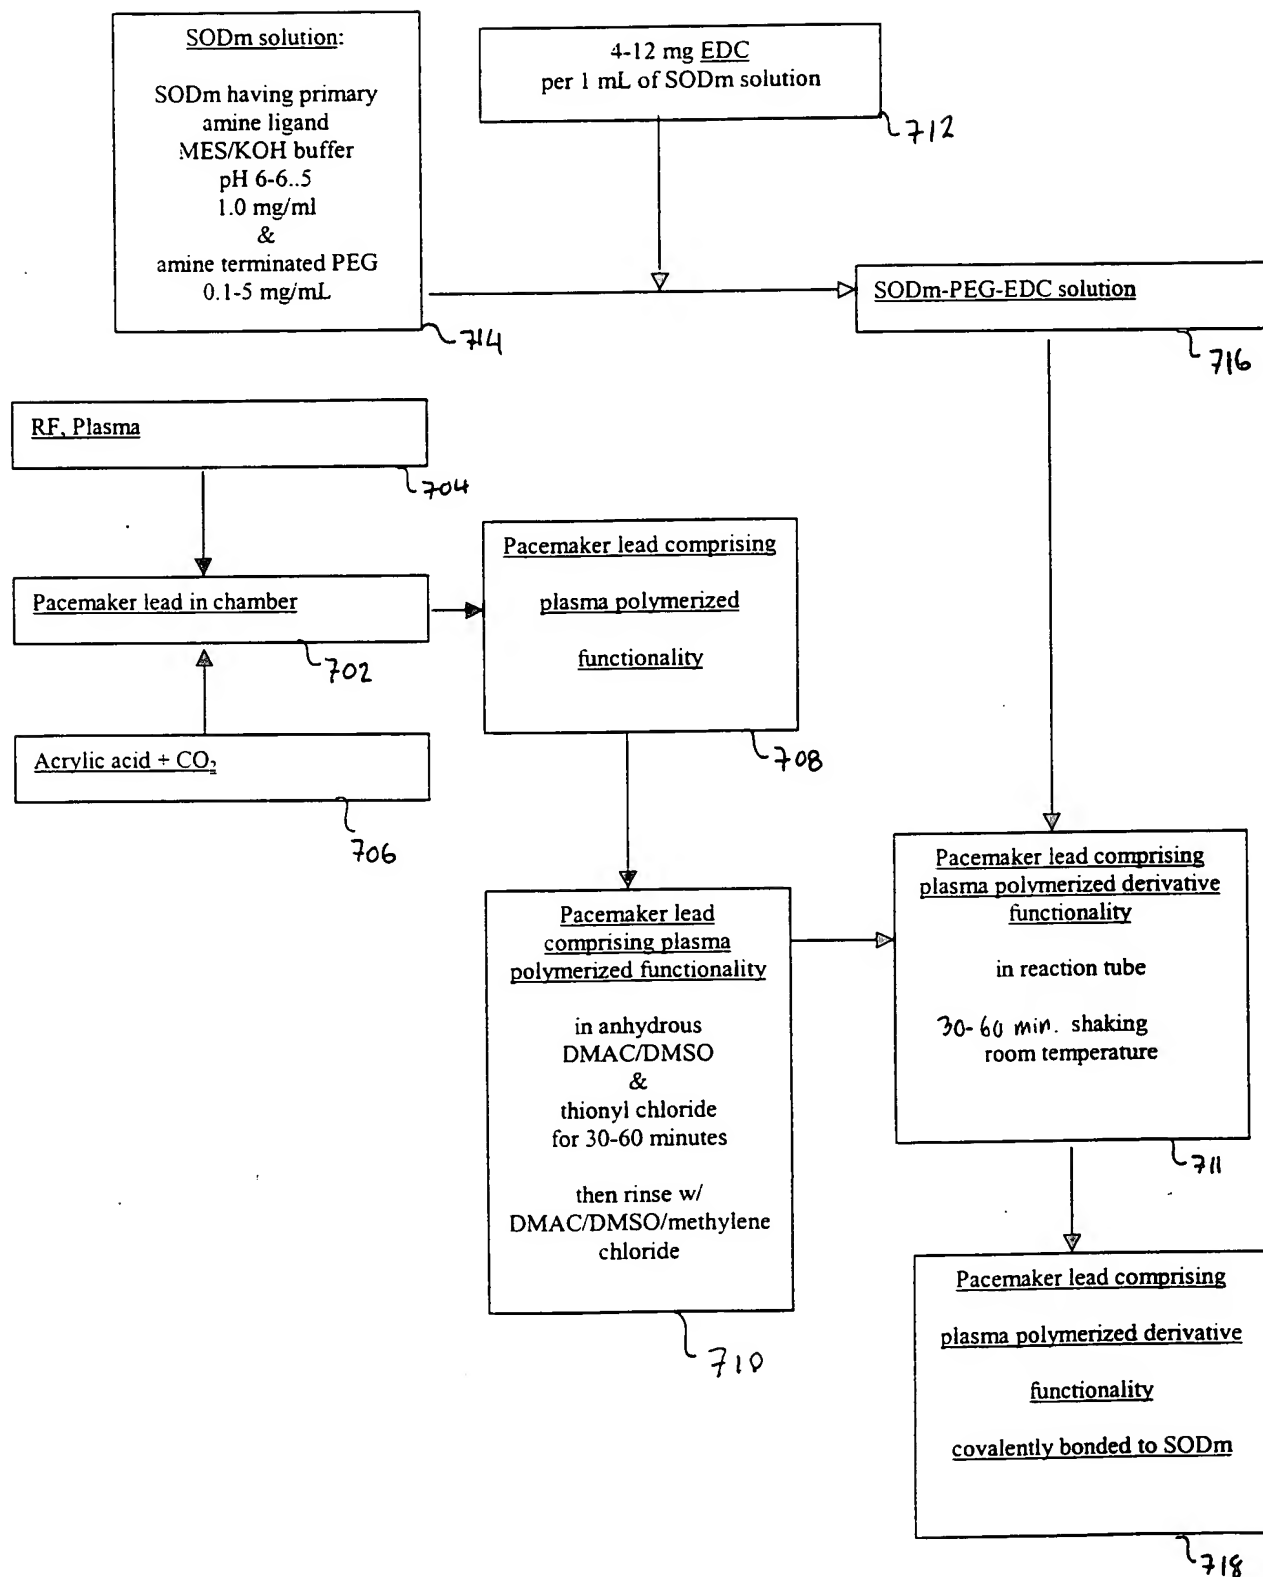 SODm solution:
SODm having primary
amine ligand
MES/KOH buffer
pH 6-6..5
1.0 mg/ml
&
amine terminated PEG
0.1-5 mg/mL
714
4-12 mg EDC
per 1 mL of SODm solution
712
SODm-PEG-EDC solution
716
RF, Plasma
704
Pacemaker lead in chamber
702
Acrylic acid + CO₂
706
Pacemaker lead comprising
plasma polymerized
functionality
708
Pacemaker lead
comprising plasma
polymerized functionality
in anhydrous
DMAC/DMSO
&
thionyl chloride
for 30-60 minutes
then rinse w/
DMAC/DMSO/methylene
chloride
710
Pacemaker lead comprising
plasma polymerized derivative
functionality
in reaction tube
30-60 min. shaking
room temperature
711
Pacemaker lead comprising
plasma polymerized derivative
functionality
covalently bonded to SODm
718